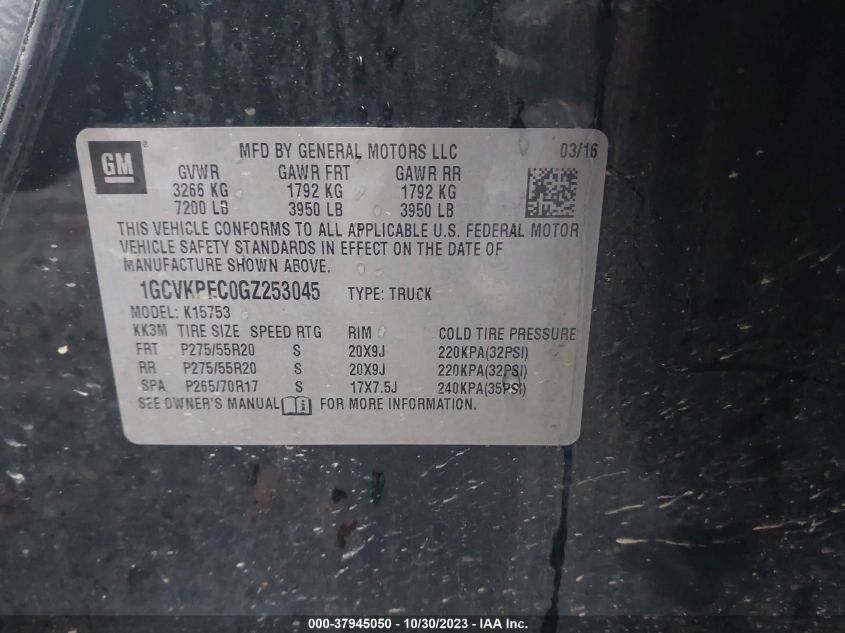 GM
MFD BY GENERAL MOTORS LLC 03/16
GVWR GAWR FRT GAWR RR
3266 KG 1792 KG 1792 KG
7200 LB 3950 LB 3950 LB
THIS VEHICLE CONFORMS TO ALL APPLICABLE U.S. FEDERAL MOTOR
VEHICLE SAFETY STANDARDS IN EFFECT ON THE DATE OF
MANUFACTURE SHOWN ABOVE.
1GCVKPEC0GZ253045 TYPE: TRUCK
MODEL: K15753
KK3M TIRE SIZE SPEED RTG RIM COLD TIRE PRESSURE
FRT P275/55R20 S 20X9J 220KPA(32PSI)
RR P275/55R20 S 20X9J 220KPA(32PSI)
SPA P265/70R17 S 17X7.5J 240KPA(35PSI)
SEE OWNER'S MANUAL FOR MORE INFORMATION.
000-37945050 - 10/30/2023 - IAA Inc.